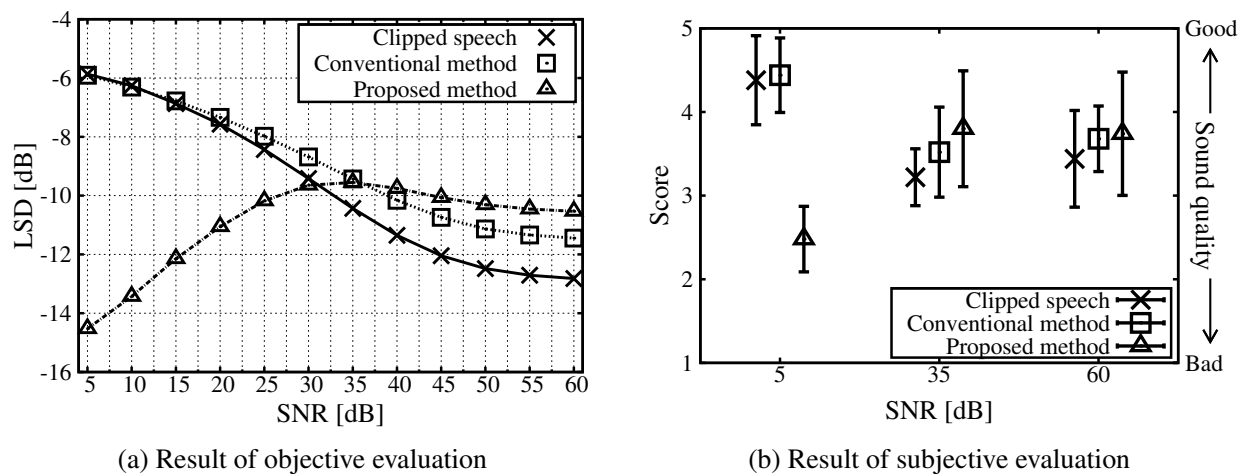 -4
-6
-8
-10
-12
-14
-16
LSD [dB]
Clipped speech
Conventional method
Proposed method
5 10 15 20 25 30 35 40 45 50 55 60
SNR [dB]
(a) Result of objective evaluation
5
4
3
2
1
Score
Clipped speech
Conventional method
Proposed method
5 35 60
SNR [dB]
Good
Sound quality
Bad
(b) Result of subjective evaluation